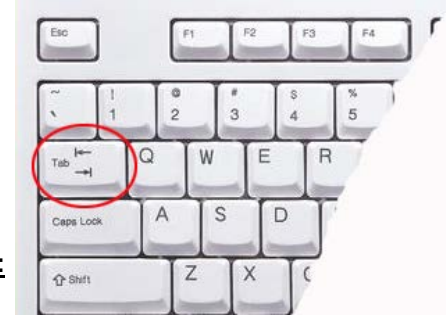 Esc F1 F2 F3 F4
~ ! @ # $ %
` 1 2 3 4 5
Tab Q W E R
Caps Lock A S D
Shift Z X